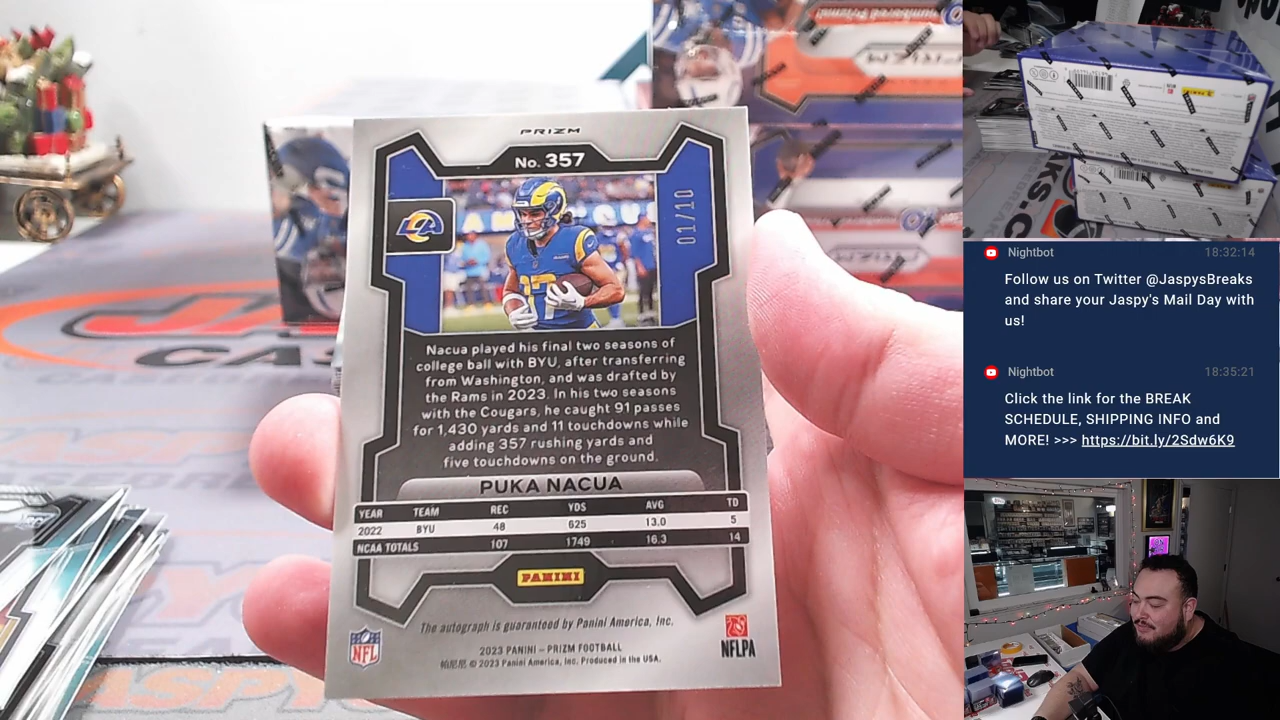 PRIZM
No. 357
01/10
Nacua played his final two seasons of
college ball with BYU, after transferring
from Washington, and was drafted by
the Rams in 2023. In his two seasons
with the Cougars, he caught 91 passes
for 1,430 yards and 11 touchdowns while
adding 357 rushing yards and
five touchdowns on the ground.
PUKA NACUA
YEAR TEAM REC YDS AVG TD
2022 BYU 48 625 13.0 5
NCAA TOTALS 107 1749 16.3 14
PANINI
The autograph is guaranteed by Panini America, Inc.
2023 PANINI – PRIZM FOOTBALL
帕尼尼 © 2023 Panini America, Inc. Produced in the USA.
NFL
NFLPA
Nightbot 18:32:14
Follow us on Twitter @JaspysBreaks
and share your Jaspy's Mail Day with
us!
Nightbot 18:35:21
Click the link for the BREAK
SCHEDULE, SHIPPING INFO and
MORE! >>> https://bit.ly/2Sdw6K9